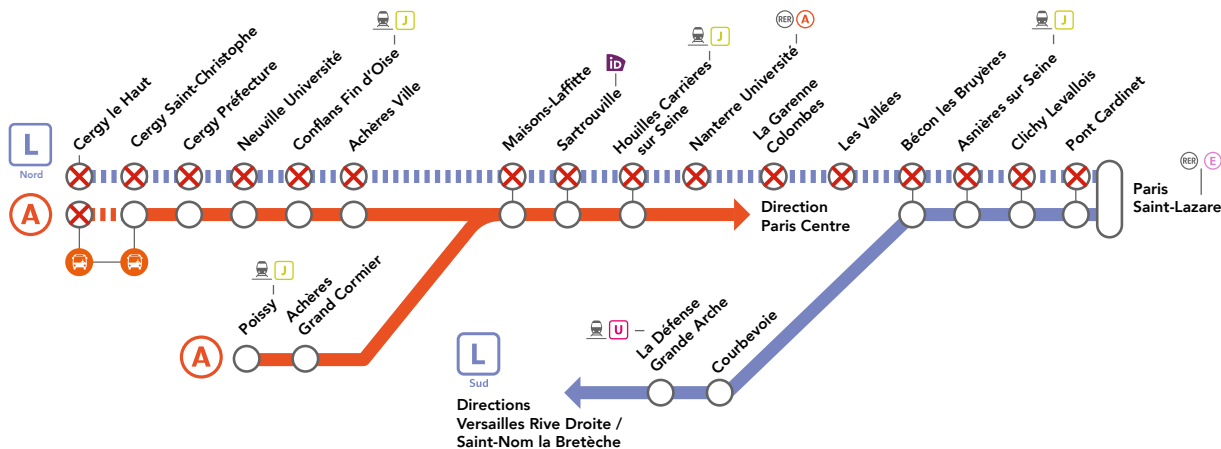 Cergy le Haut
Cergy Saint-Christophe
Cergy Préfecture
Neuville Université
Conflans Fin d'Oise
J
Achères Ville
Maisons-Laffitte
Sartrouville
iD
Houilles Carrières
sur Seine
J
Nanterre Université
RER A
La Garenne
Colombes
Les Vallées
Bécon les Bruyères
Asnières sur Seine
J
Clichy Levallois
Pont Cardinet
RER E
Paris
Saint-Lazare
L
Nord
A
Direction
Paris Centre
J
Poissy
Achères
Grand Cormier
A
U
La Défense
Grande Arche
Courbevoie
L
Sud
Directions
Versailles Rive Droite /
Saint-Nom la Bretèche